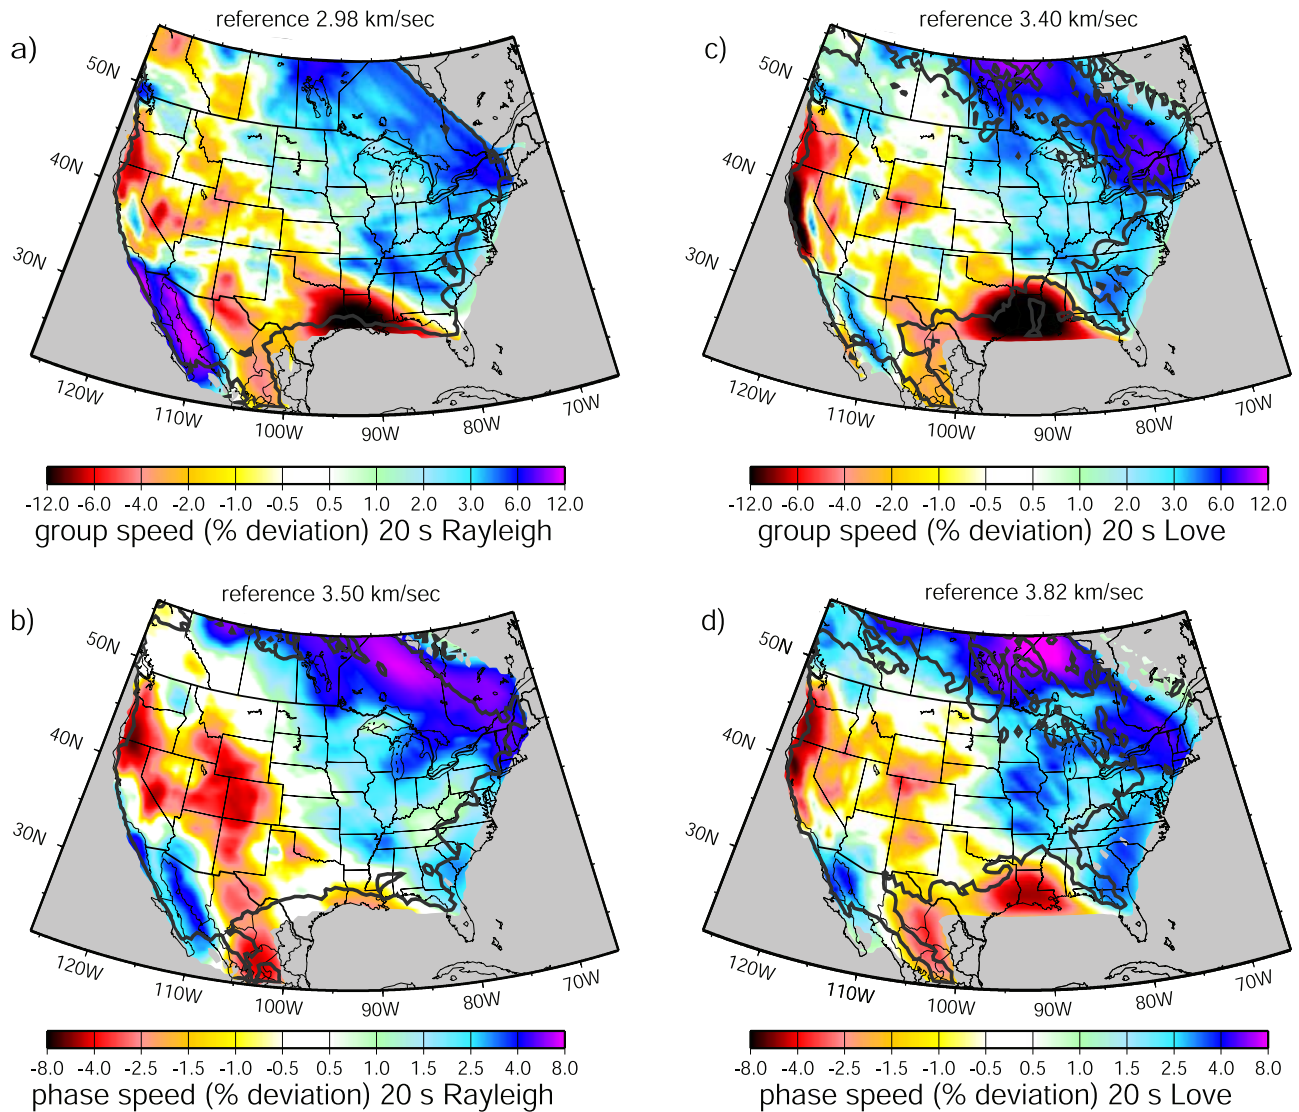 reference 2.98 km/sec
a)
50N
40N
30N
120W
110W
100W
90W
80W
70W
-12.0 -6.0 -4.0 -2.0 -1.0 -0.5 0.5 1.0 2.0 3.0 6.0 12.0
group speed (% deviation) 20 s Rayleigh
reference 3.40 km/sec
c)
50N
40N
30N
120W
110W
100W
90W
80W
70W
-12.0 -6.0 -4.0 -2.0 -1.0 -0.5 0.5 1.0 2.0 3.0 6.0 12.0
group speed (% deviation) 20 s Love
reference 3.50 km/sec
b)
50N
40N
30N
120W
110W
100W
90W
80W
70W
-8.0 -4.0 -2.5 -1.5 -1.0 -0.5 0.5 1.0 1.5 2.5 4.0 8.0
phase speed (% deviation) 20 s Rayleigh
reference 3.82 km/sec
d)
50N
40N
30N
120W
110W
100W
90W
80W
70W
-8.0 -4.0 -2.5 -1.5 -1.0 -0.5 0.5 1.0 1.5 2.5 4.0 8.0
phase speed (% deviation) 20 s Love